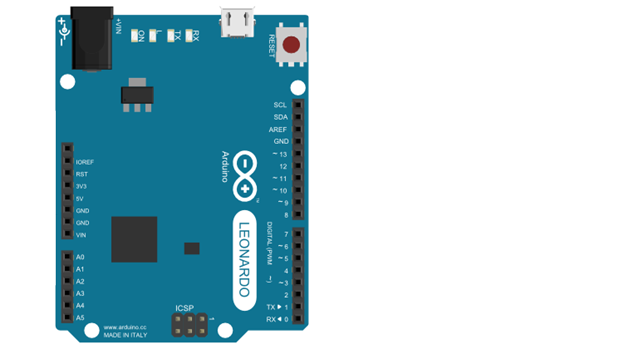 +VIN
ON
L
TX
RX
RESET
SCL
SDA
AREF
GND
~ 13
12
~ 11
~ 10
~ 9
8
Arduino
™
IOREF
RST
3V3
5V
GND
GND
VIN
LEONARDO
DIGITAL (PWM ~)
7
~ 6
~ 5
4
~ 3
2
TX ▶ 1
RX ◀ 0
A0
A1
A2
A3
A4
A5
ICSP
1
www.arduino.cc
MADE IN ITALY